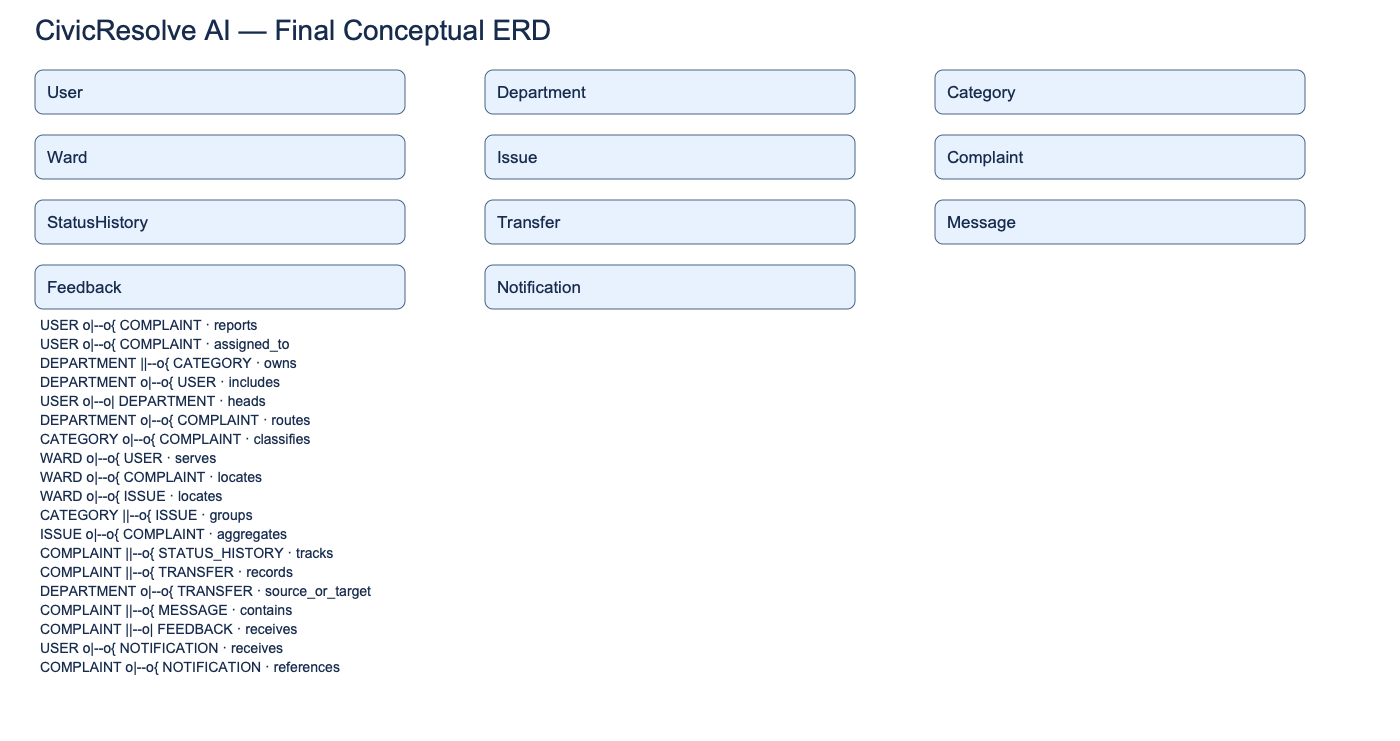 CivicResolve AI — Final Conceptual ERD
User
Department
Category
Ward
Issue
Complaint
StatusHistory
Transfer
Message
Feedback
Notification
USER o|--o{ COMPLAINT · reports
USER o|--o{ COMPLAINT · assigned_to
DEPARTMENT ||--o{ CATEGORY · owns
DEPARTMENT o|--o{ USER · includes
USER o|--o| DEPARTMENT · heads
DEPARTMENT o|--o{ COMPLAINT · routes
CATEGORY o|--o{ COMPLAINT · classifies
WARD o|--o{ USER · serves
WARD o|--o{ COMPLAINT · locates
WARD o|--o{ ISSUE · locates
CATEGORY ||--o{ ISSUE · groups
ISSUE o|--o{ COMPLAINT · aggregates
COMPLAINT ||--o{ STATUS_HISTORY · tracks
COMPLAINT ||--o{ TRANSFER · records
DEPARTMENT o|--o{ TRANSFER · source_or_target
COMPLAINT ||--o{ MESSAGE · contains
COMPLAINT ||--o| FEEDBACK · receives
USER o|--o{ NOTIFICATION · receives
COMPLAINT o|--o{ NOTIFICATION · references